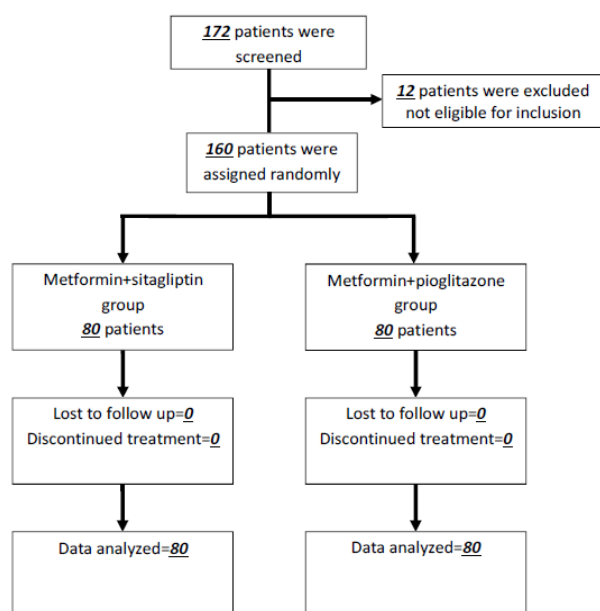 172 patients were
screened
12 patients were excluded
not eligible for inclusion
160 patients were
assigned randomly
Metformin+sitagliptin
group
80 patients
Metformin+pioglitazone
group
80 patients
Lost to follow up=0
Discontinued treatment=0
Lost to follow up=0
Discontinued treatment=0
Data analyzed=80
Data analyzed=80